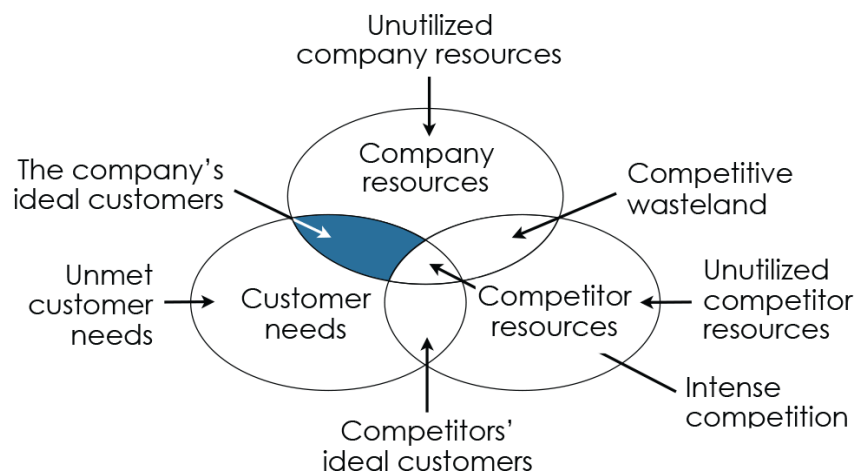 Unutilized
company resources
Company
resources
The company’s
ideal customers
Competitive
wasteland
Unmet
customer
needs
Customer
needs
Competitor
resources
Unutilized
competitor
resources
Intense
competition
Competitors’
ideal customers